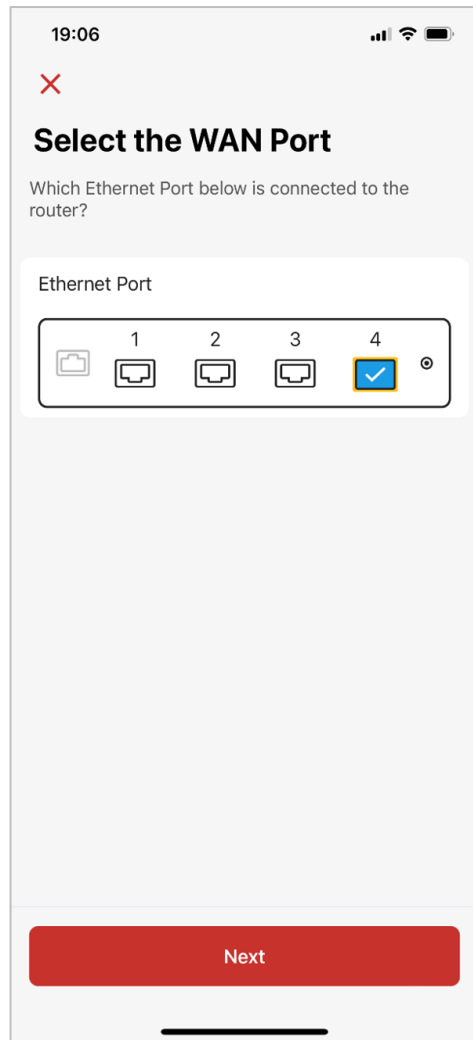 19:06
Select the WAN Port
Which Ethernet Port below is connected to the
router?
Ethernet Port
1 2 3 4
Next